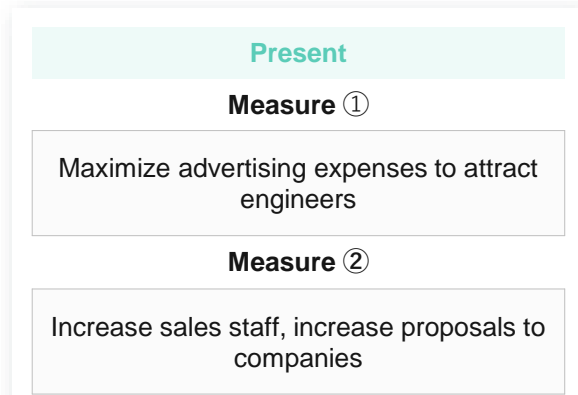 Present
Measure ①
Maximize advertising expenses to attract
engineers
Measure ②
Increase sales staff, increase proposals to
companies